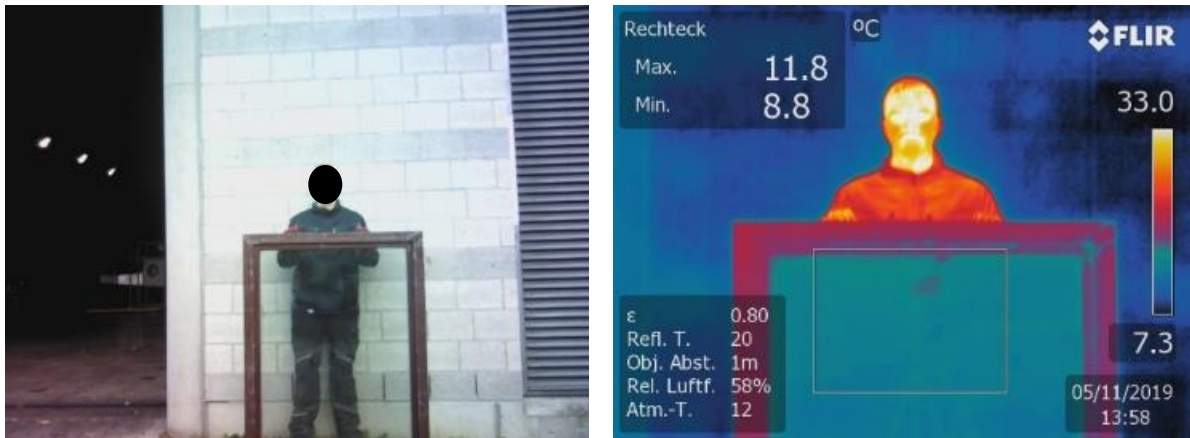 Rechteck
°C
FLIR
Max. 11.8
Min. 8.8
33.0
ε 0.80
Refl. T. 20
Obj. Abst. 1m
Rel. Luftf. 58%
Atm.-T. 12
7.3
05/11/2019
13:58